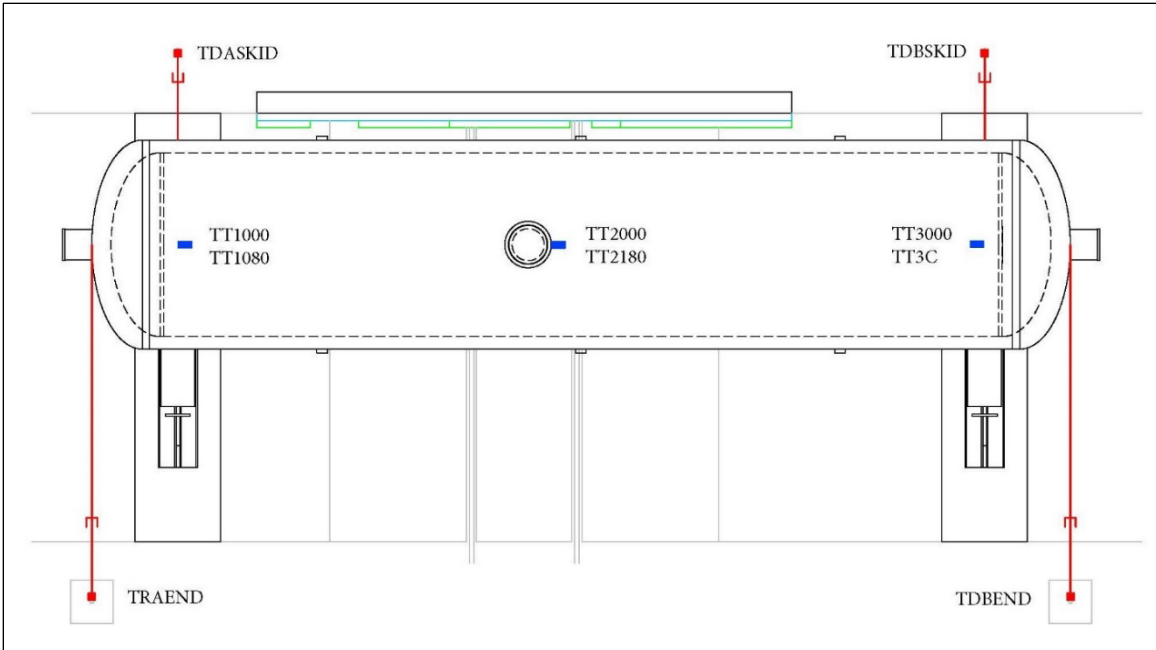 TDASKID
TDBSKID
TT1000
TT1080
TT2000
TT2180
TT3000
TT3C
TRAEND
TDBEND